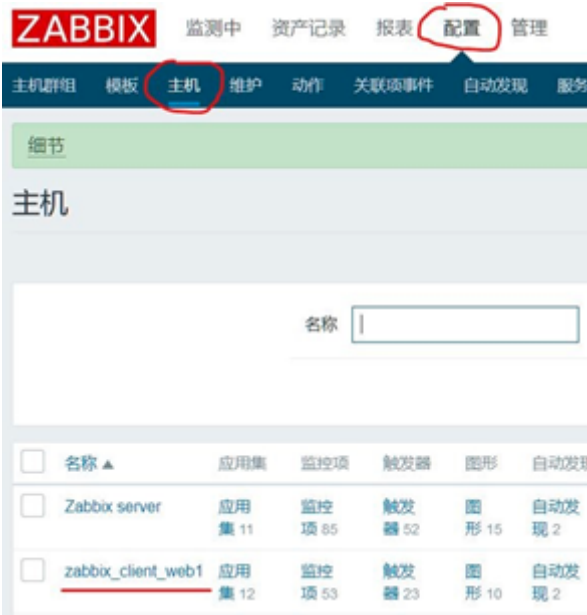 ZABBIX 监测中 资产记录 报表 配置 管理
主机群组 模板 主机 维护 动作 关联项事件 自动发现 服务
细节
主机
名称
名称▲ 应用集 监控项 触发器 图形 自动发现
Zabbix server 应用 监控 触发 图 自动发
集 11 项 85 器 52 形 15 现 2
zabbix_client_web1 应用 监控 触发 图 自动发
集 12 项 53 器 23 形 10 现 2